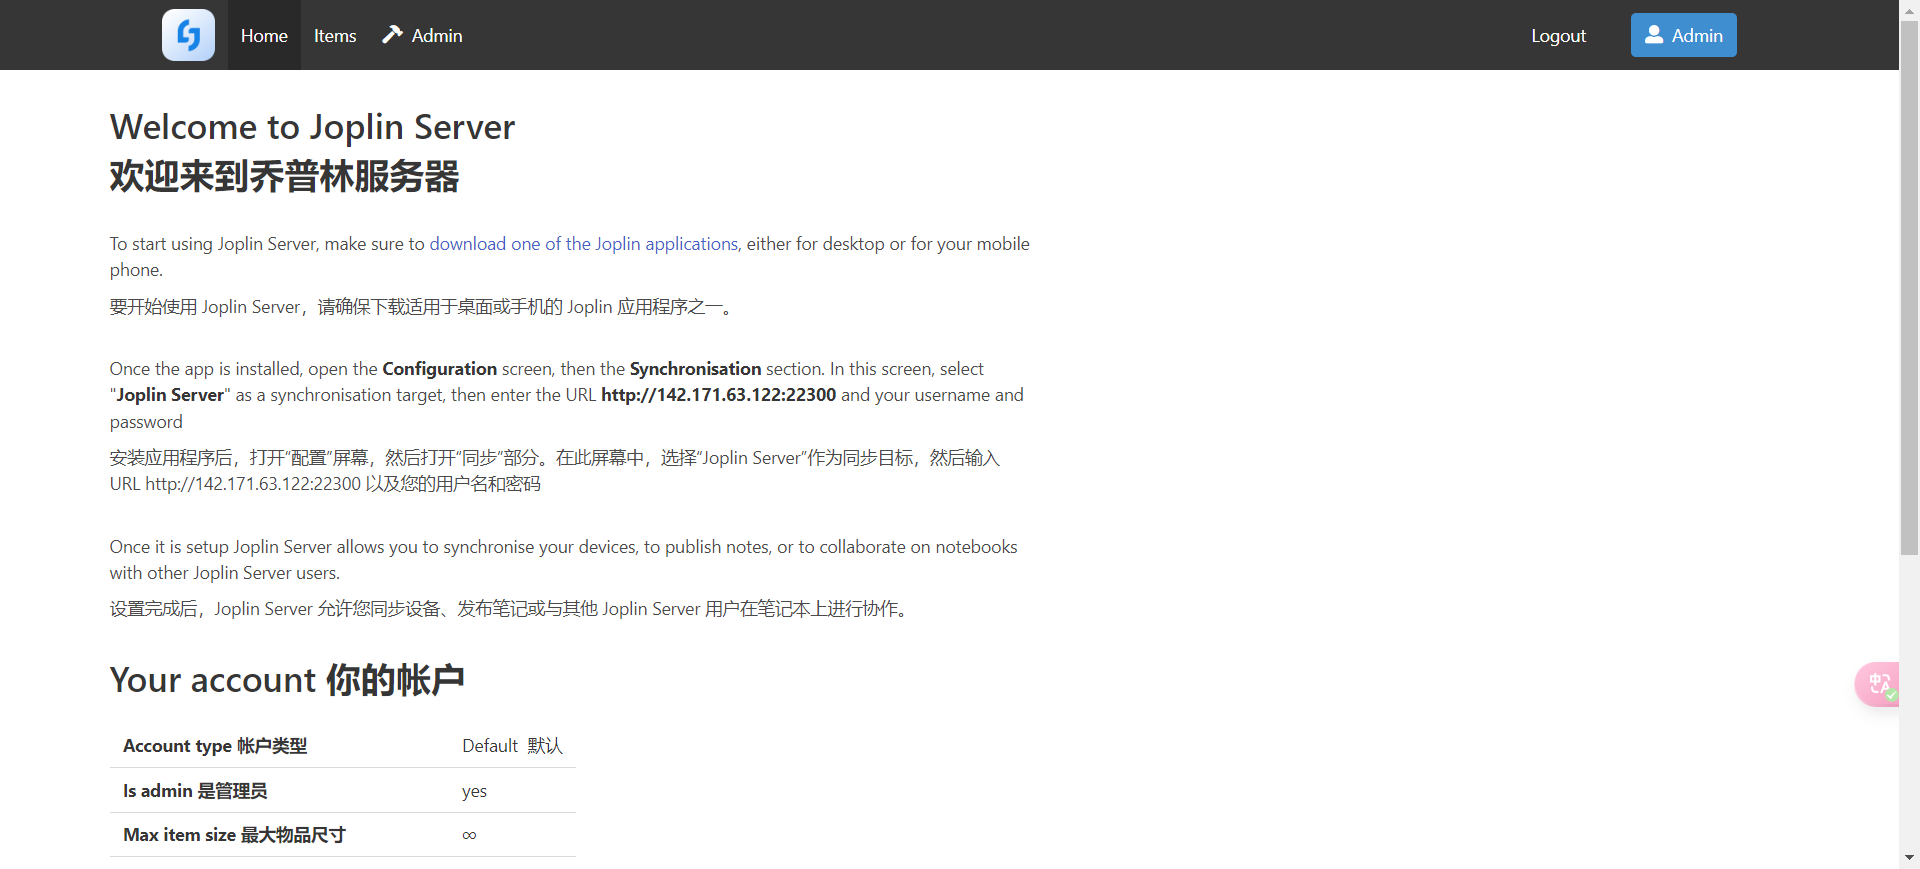 Home Items Admin Logout Admin
Welcome to Joplin Server
欢迎来到乔普林服务器
To start using Joplin Server, make sure to download one of the Joplin applications, either for desktop or for your mobile
phone.
要开始使用 Joplin Server，请确保下载适用于桌面或手机的 Joplin 应用程序之一。
Once the app is installed, open the Configuration screen, then the Synchronisation section. In this screen, select
"Joplin Server" as a synchronisation target, then enter the URL http://142.171.63.122:22300 and your username and
password
安装应用程序后，打开“配置”屏幕，然后打开“同步”部分。在此屏幕中，选择“Joplin Server”作为同步目标，然后输入
URL http://142.171.63.122:22300 以及您的用户名和密码
Once it is setup Joplin Server allows you to synchronise your devices, to publish notes, or to collaborate on notebooks
with other Joplin Server users.
设置完成后，Joplin Server 允许您同步设备、发布笔记或与其他 Joplin Server 用户在笔记本上进行协作。
Your account 你的帐户
Account type 帐户类型 Default 默认
Is admin 是管理员 yes
Max item size 最大物品尺寸 ∞